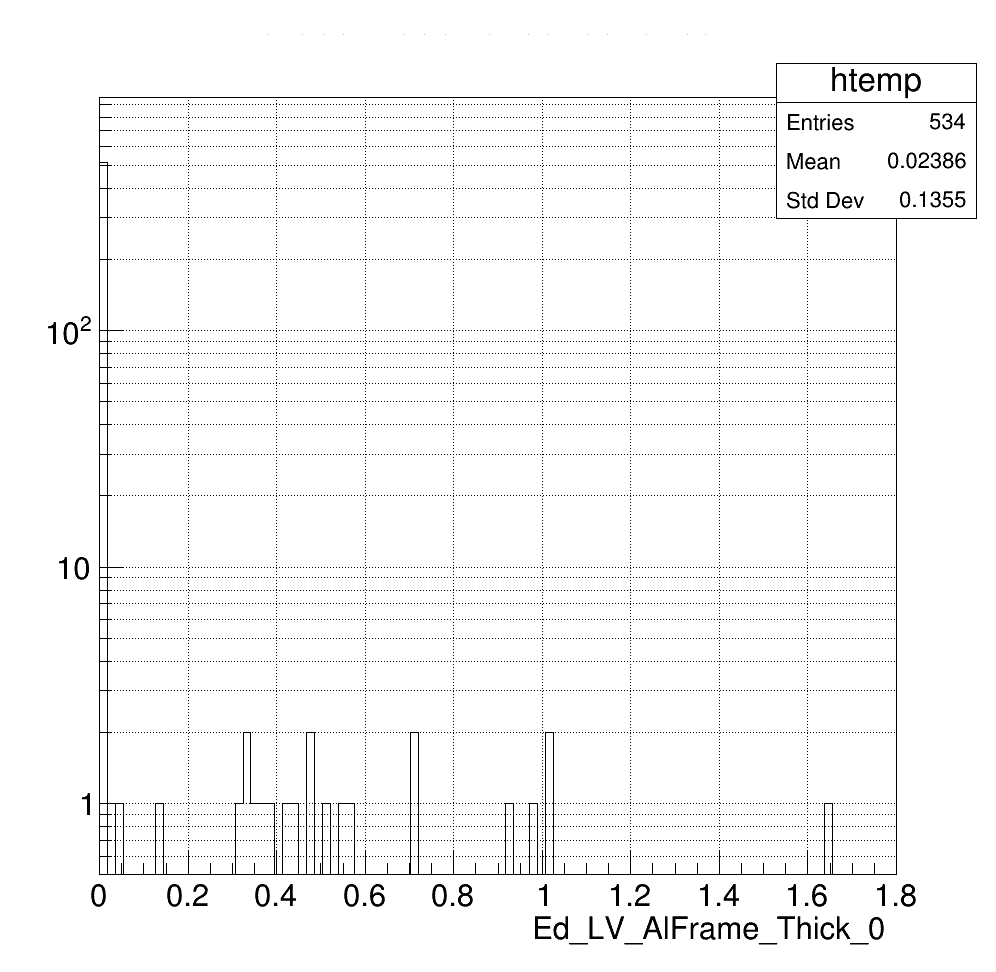 htemp
Entries 534
Mean 0.02386
Std Dev 0.1355
10²
10
1
0 0.2 0.4 0.6 0.8 1 1.2 1.4 1.6 1.8
Ed_LV_AlFrame_Thick_0